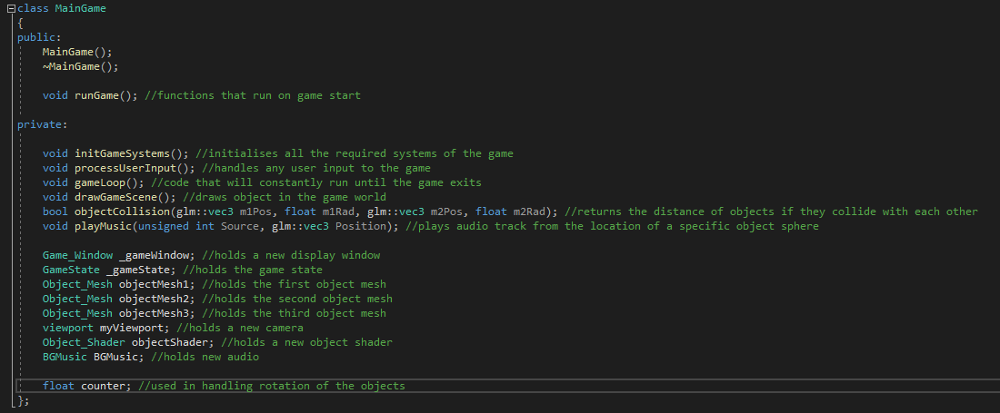 class MainGame
{
public:
    MainGame();
    ~MainGame();

    void runGame(); //functions that run on game start

private:

    void initGameSystems(); //initialises all the required systems of the game
    void processUserInput(); //handles any user input to the game
    void gameLoop(); //code that will constantly run until the game exits
    void drawGameScene(); //draws object in the game world
    bool objectCollision(glm::vec3 m1Pos, float m1Rad, glm::vec3 m2Pos, float m2Rad); //returns the distance of objects if they collide with each other
    void playMusic(unsigned int Source, glm::vec3 Position); //plays audio track from the location of a specific object sphere

    Game_Window _gameWindow; //holds a new display window
    GameState _gameState; //holds the game state
    Object_Mesh objectMesh1; //holds the first object mesh
    Object_Mesh objectMesh2; //holds the second object mesh
    Object_Mesh objectMesh3; //holds the third object mesh
    viewport myViewport; //holds a new camera
    Object_Shader objectShader; //holds a new object shader
    BGMusic BGMusic; //holds new audio

    float counter; //used in handling rotation of the objects
};